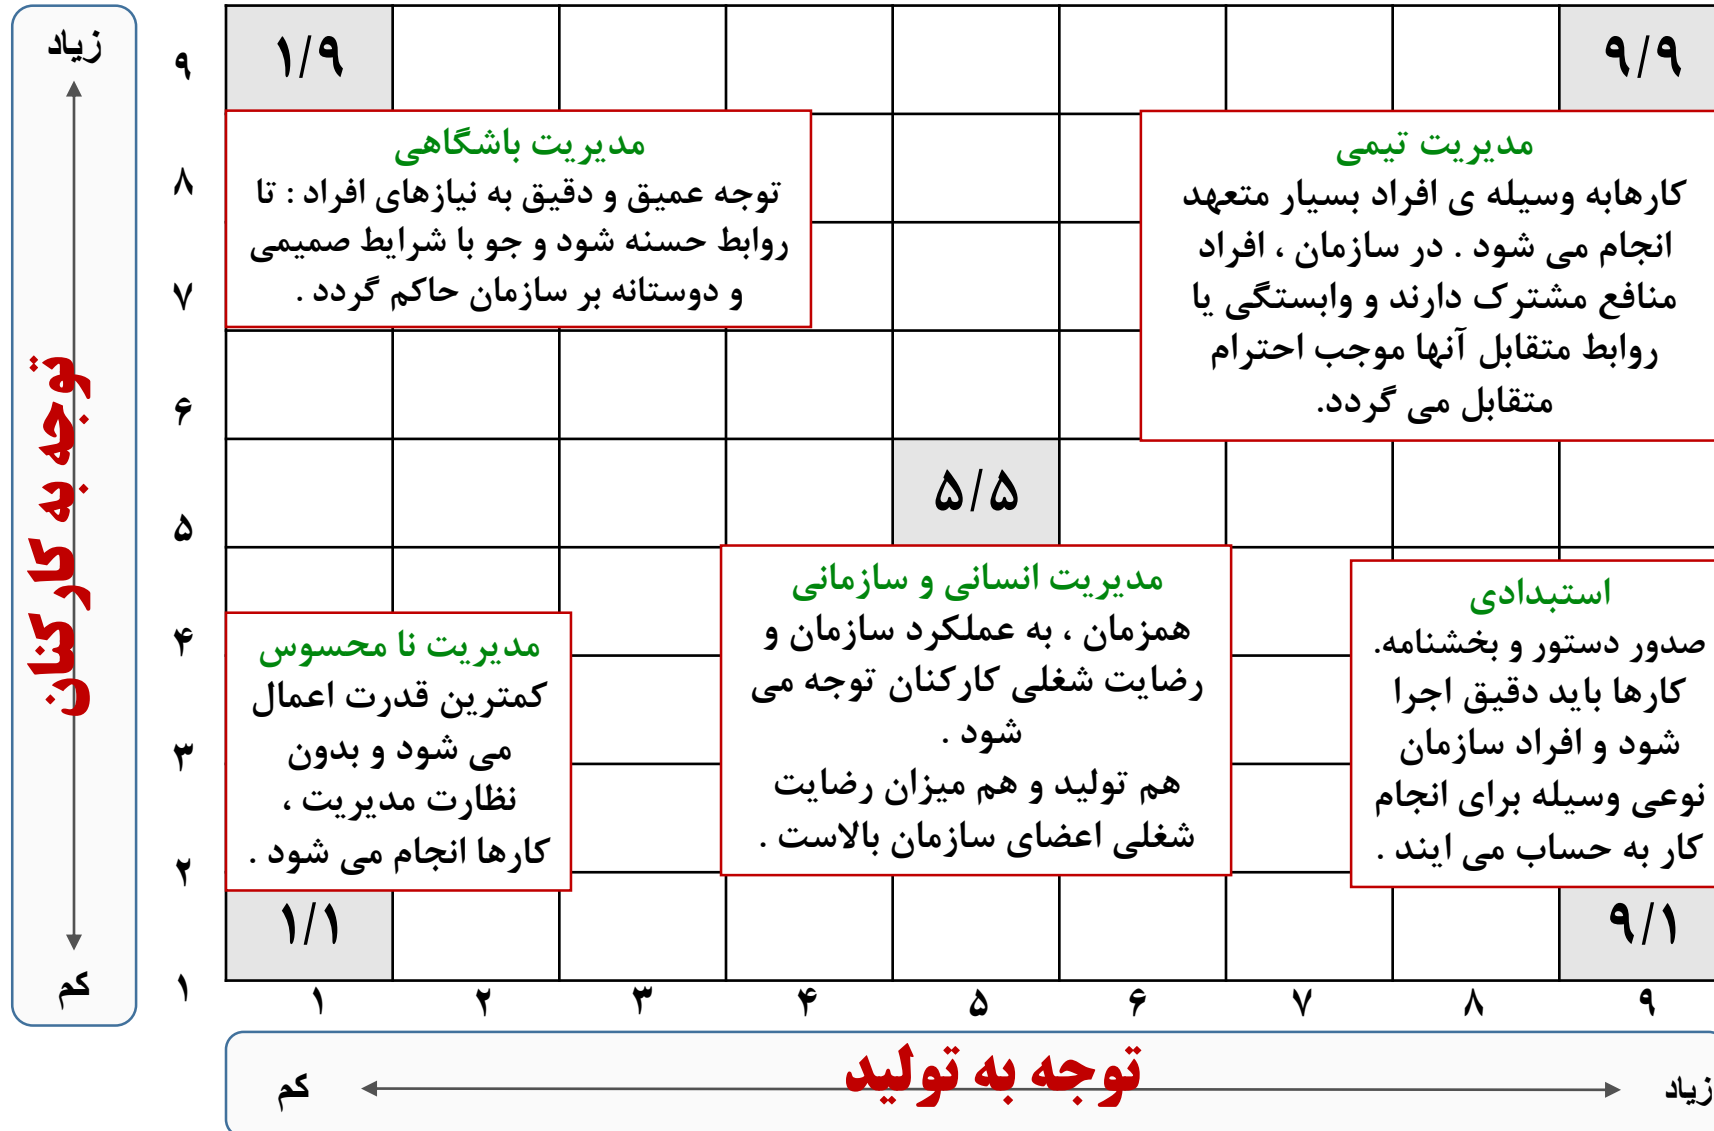 زیاد
توجه به کارکنان
کم
۹
۸
۷
۶
۵
۴
۳
۲
۱
۱/۹
۹/۹
مدیریت باشگاهی
توجه عمیق و دقیق به نیازهای افراد : تا
روابط حسنه شود و جو با شرایط صمیمی
و دوستانه بر سازمان حاکم گردد .
مدیریت تیمی
کارهابه وسیله ی افراد بسیار متعهد
انجام می شود . در سازمان ، افراد
منافع مشترک دارند و وابستگی یا
روابط متقابل آنها موجب احترام
متقابل می گردد.
۵/۵
مدیریت انسانی و سازمانی
همزمان ، به عملکرد سازمان و
رضایت شغلی کارکنان توجه می
شود .
هم تولید و هم میزان رضایت
شغلی اعضای سازمان بالاست .
استبدادی
صدور دستور و بخشنامه.
کارها باید دقیق اجرا
شود و افراد سازمان
نوعی وسیله برای انجام
کار به حساب می ایند .
مدیریت نا محسوس
کمترین قدرت اعمال
می شود و بدون
نظارت مدیریت ،
کارها انجام می شود .
۱/۱
۹/۱
۱ ۲ ۳ ۴ ۵ ۶ ۷ ۸ ۹
کم
توجه به تولید
زیاد